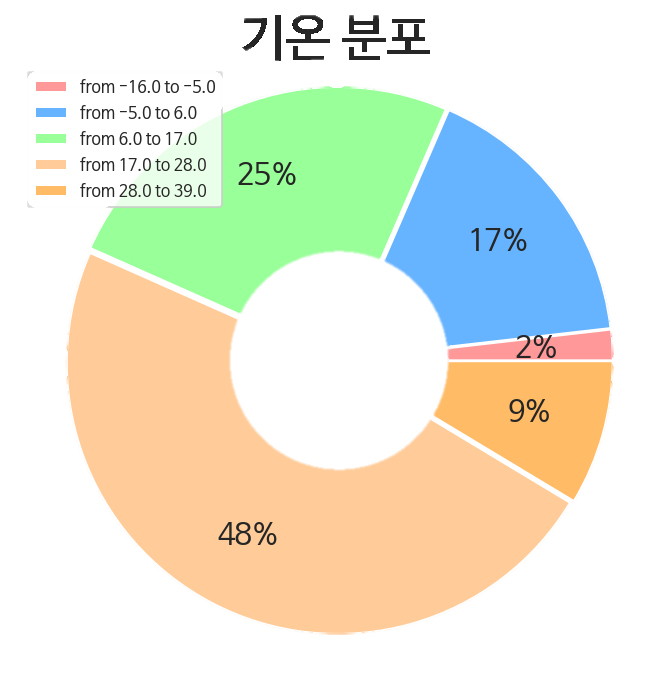 기온 분포
from −16.0 to −5.0
from −5.0 to 6.0
from 6.0 to 17.0
from 17.0 to 28.0
from 28.0 to 39.0
25%
17%
2%
9%
48%